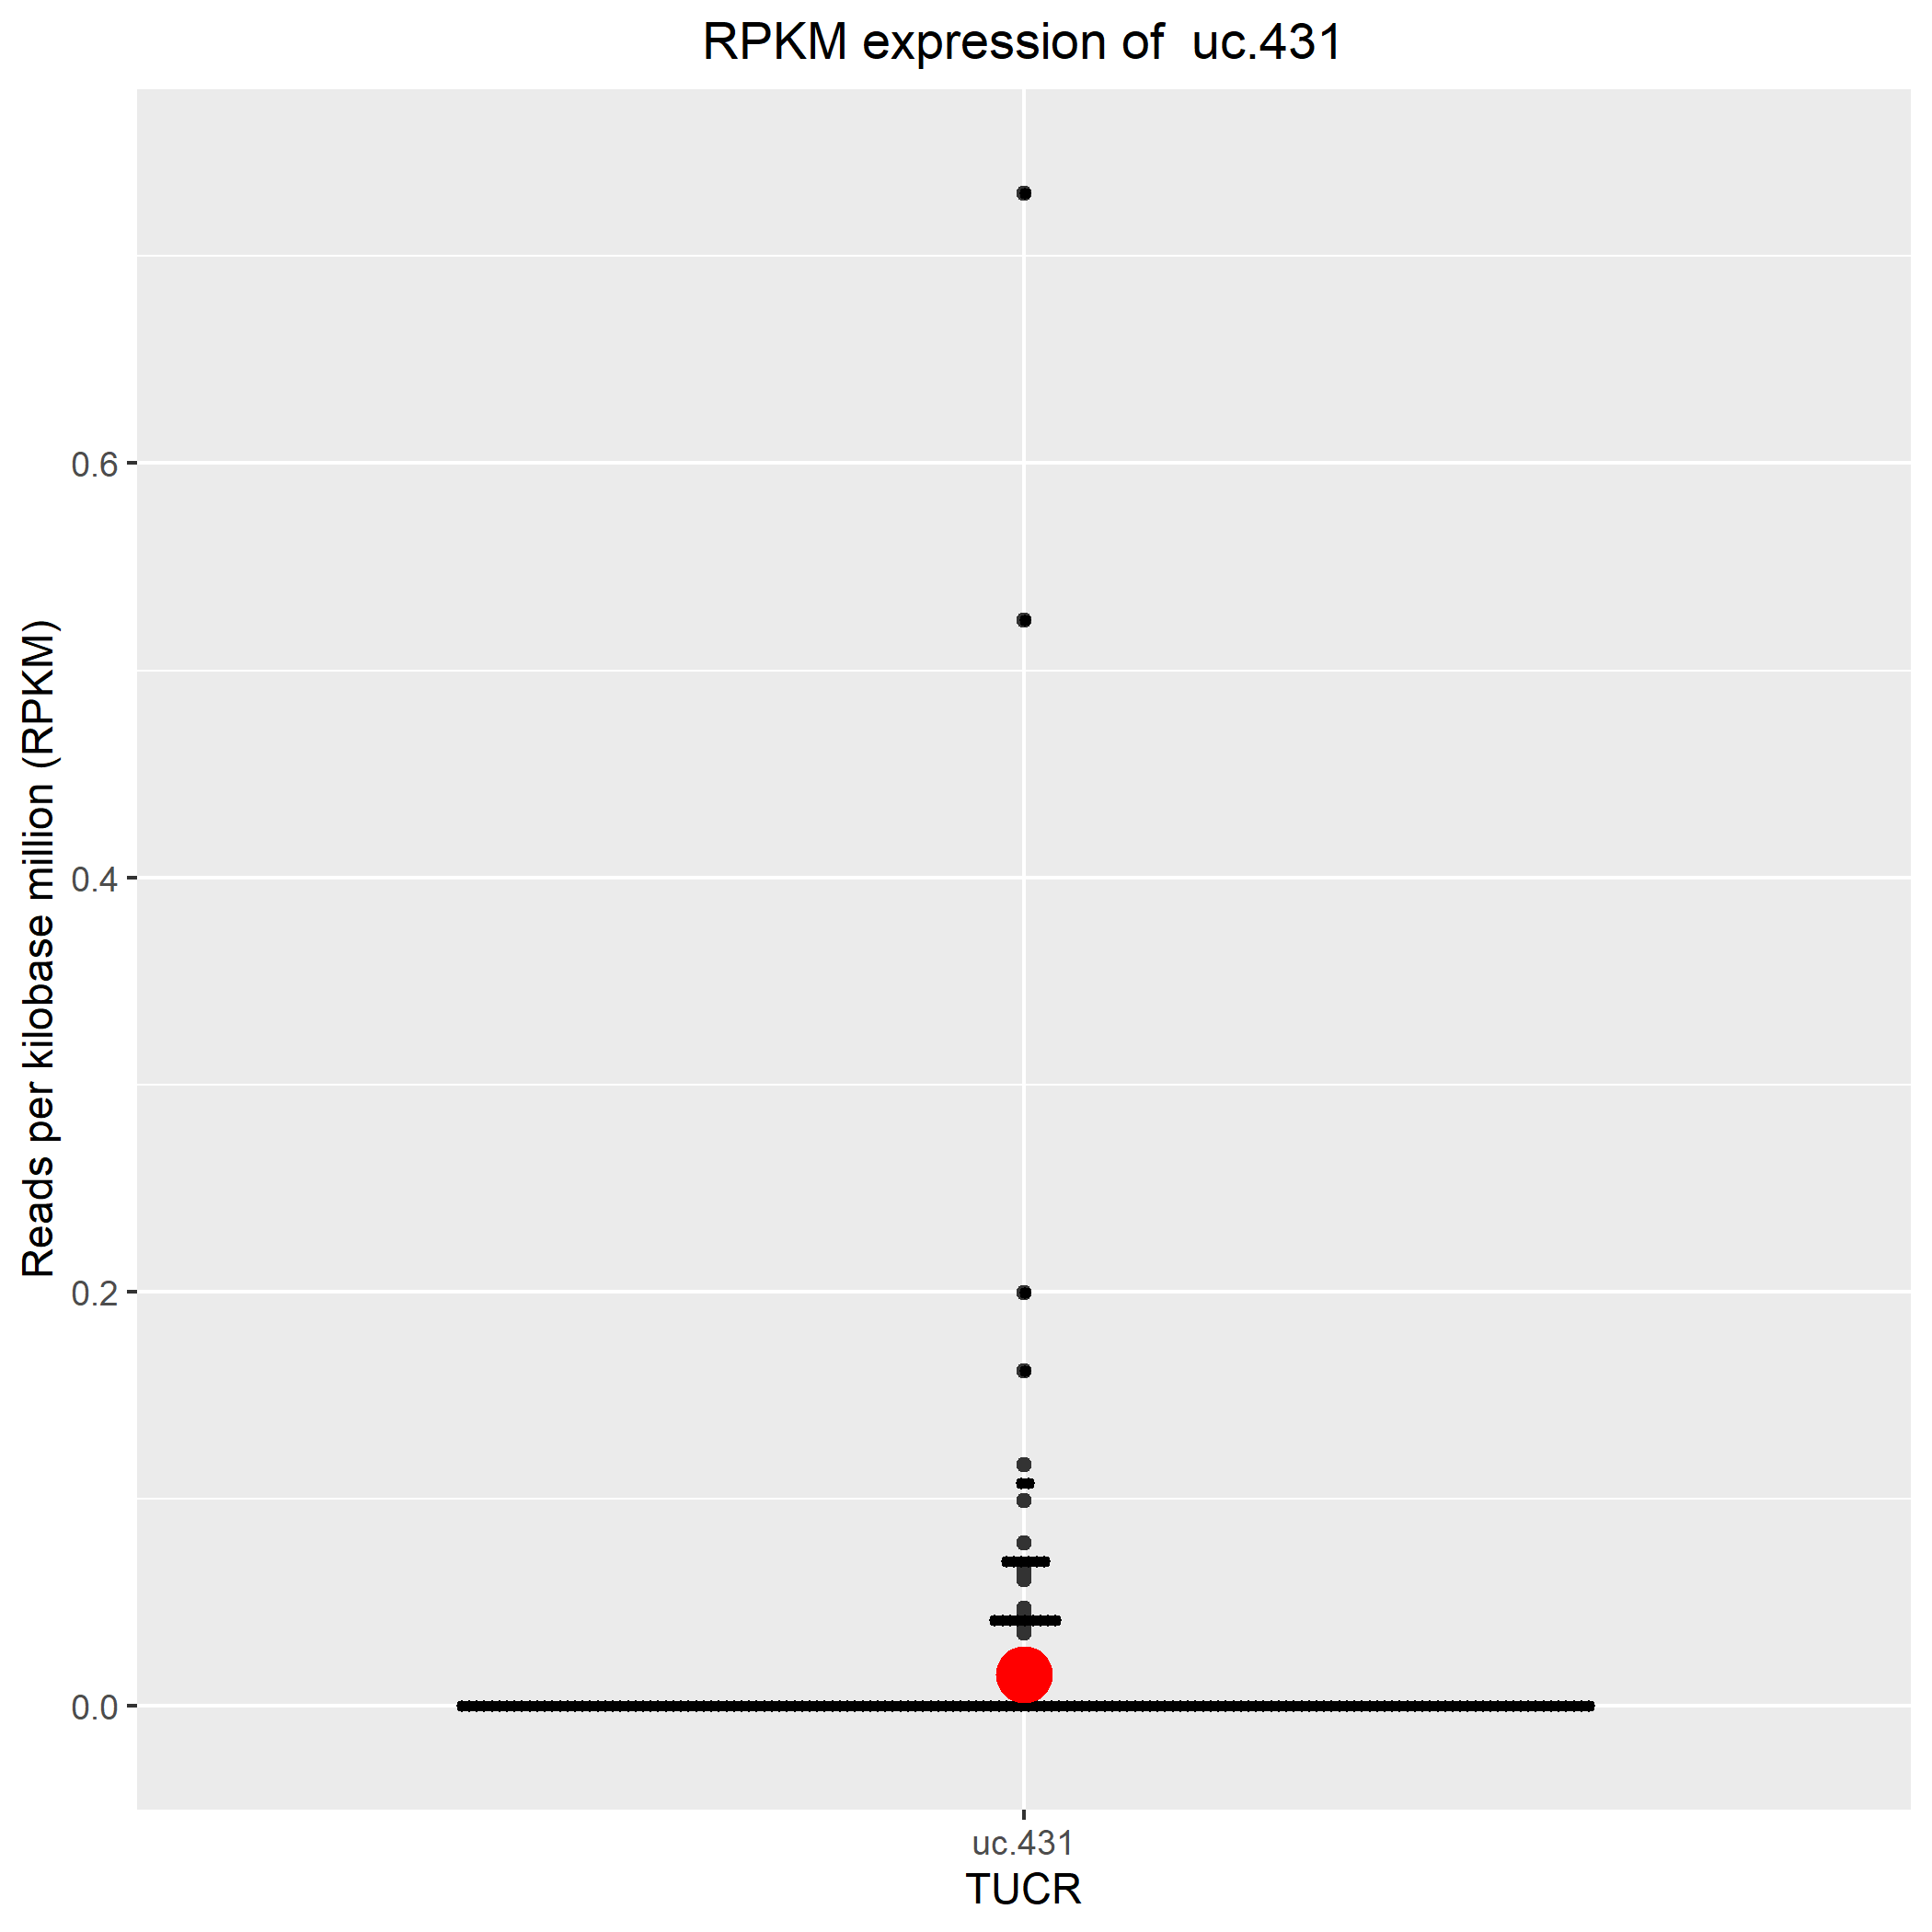 RPKM expression of  uc.431
Reads per kilobase million (RPKM)
0.6
0.4
0.2
0.0
uc.431
TUCR